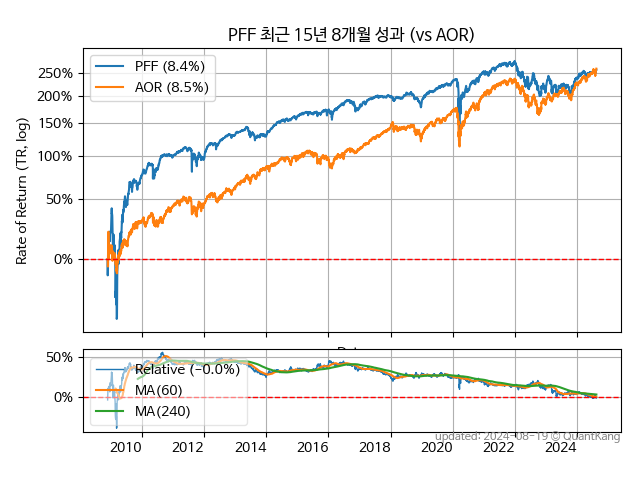 PFF 최근 15년 8개월 성과 (vs AOR)
PFF (8.4%)
AOR (8.5%)
Rate of Return (TR, log)
250%
200%
150%
100%
50%
0%
50%
0%
Relative (−0.0%)
MA(60)
MA(240)
2010 2012 2014 2016 2018 2020 2022 2024
updated: 2024-08-19 © QuantKang